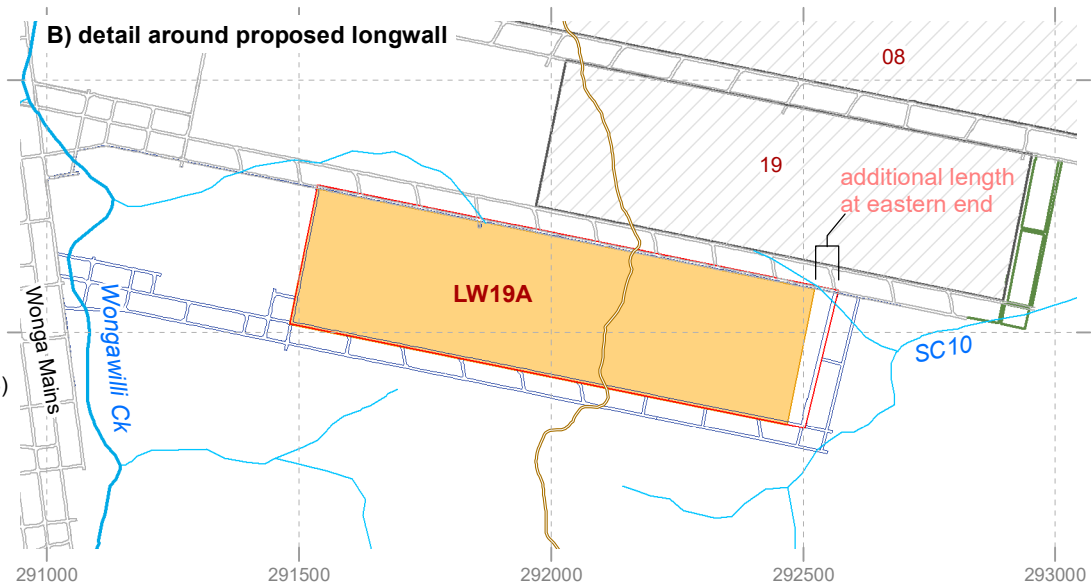 B) detail around proposed longwall
08
19
additional length
at eastern end
LW19A
Wonga Mains
Wongawilli Ck
SC10
)
291000
291500
292000
292500
293000